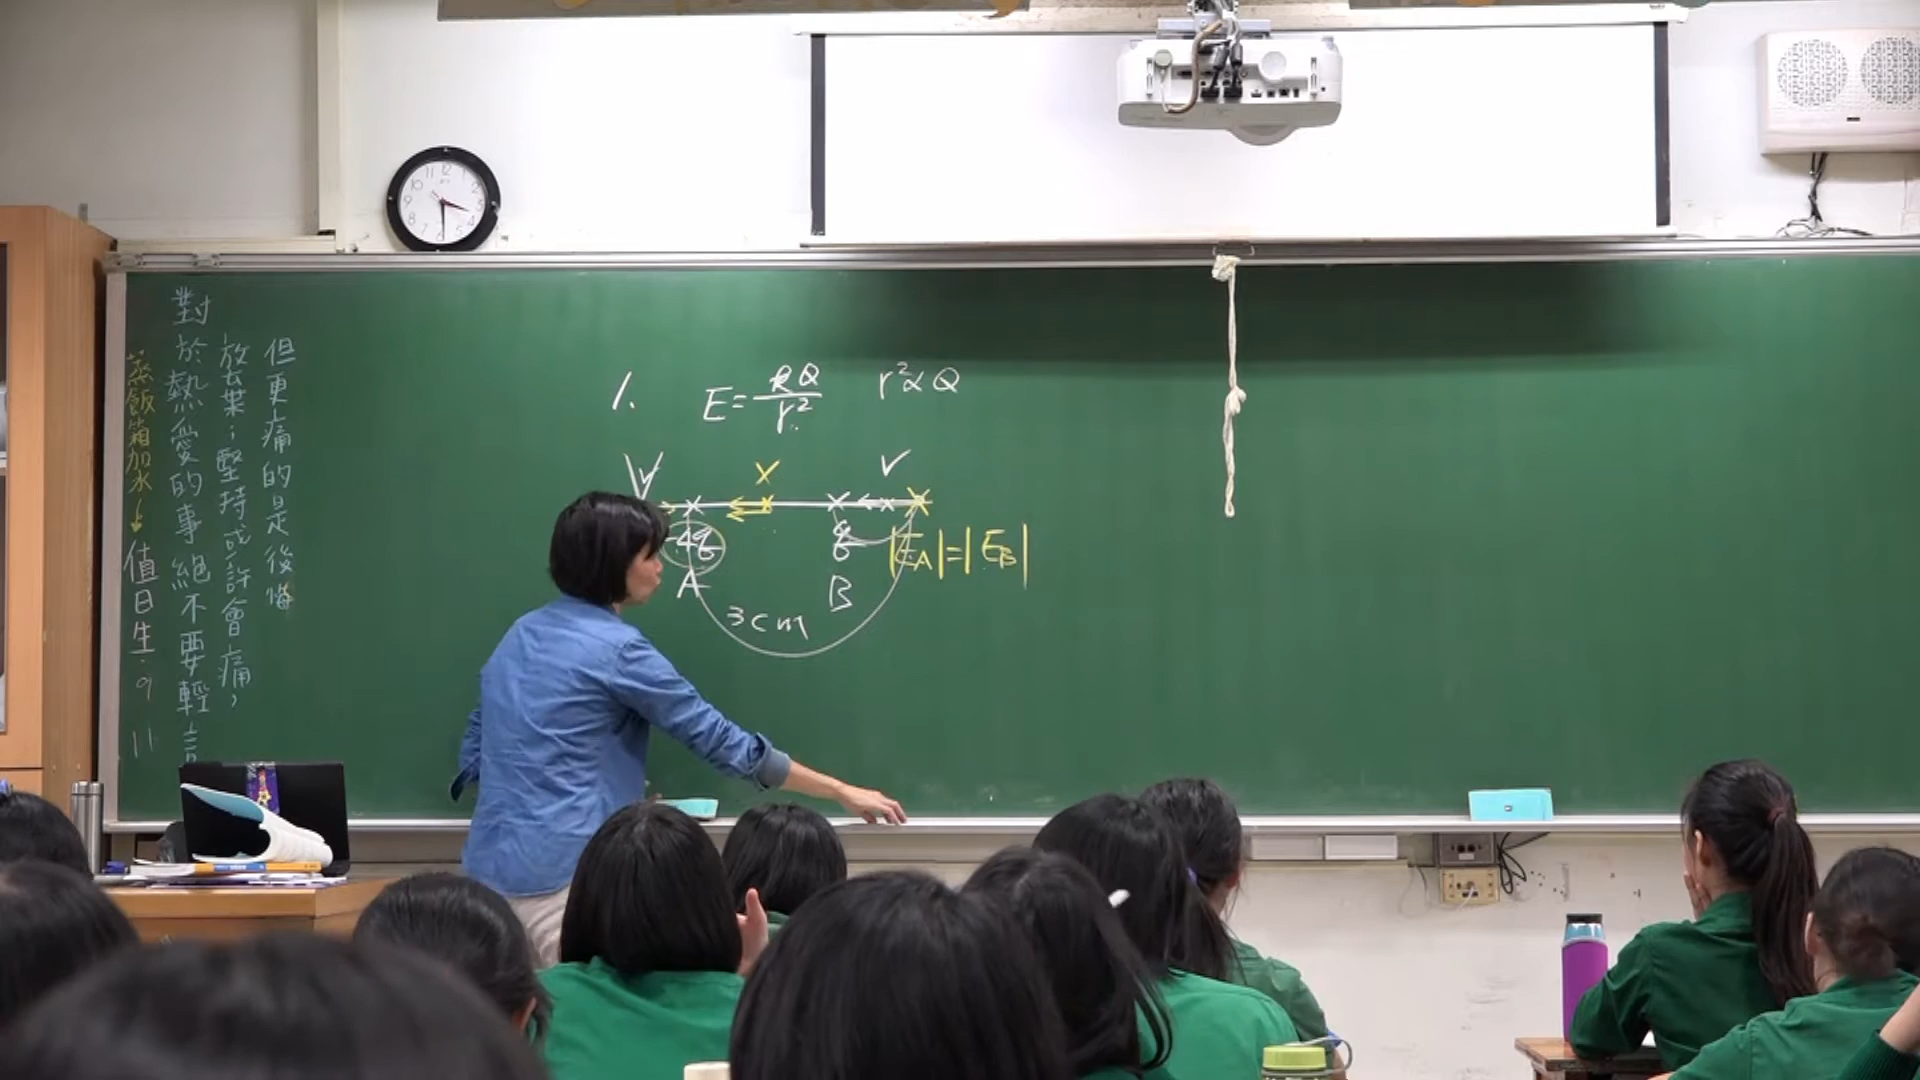 但更痛的是後悔
放棄；堅持或許會痛，
對於熱愛的事絕不要輕言
蒸飯箱加水↓
值日生：9 11
1. E=kQ/r² r²∝Q
X V
-4q q |EA|=|EB|
A B
3cm